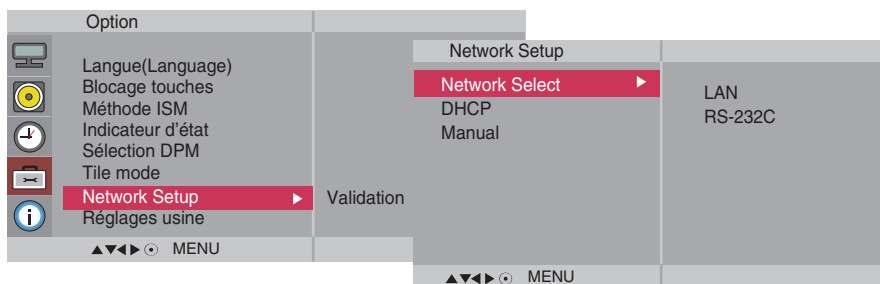 Option
Langue(Language)
Blocage touches
Méthode ISM
Indicateur d'état
Sélection DPM
Tile mode
Network Setup ▶ Validation
Réglages usine
▲▼◀▶⊙ MENU
Network Setup
Network Select ▶
DHCP
Manual
LAN
RS-232C
▲▼◀▶⊙ MENU